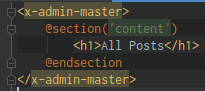 <x-admin-master>
@section('content')
<h1>All Posts</h1>
@endsection
</x-admin-master>